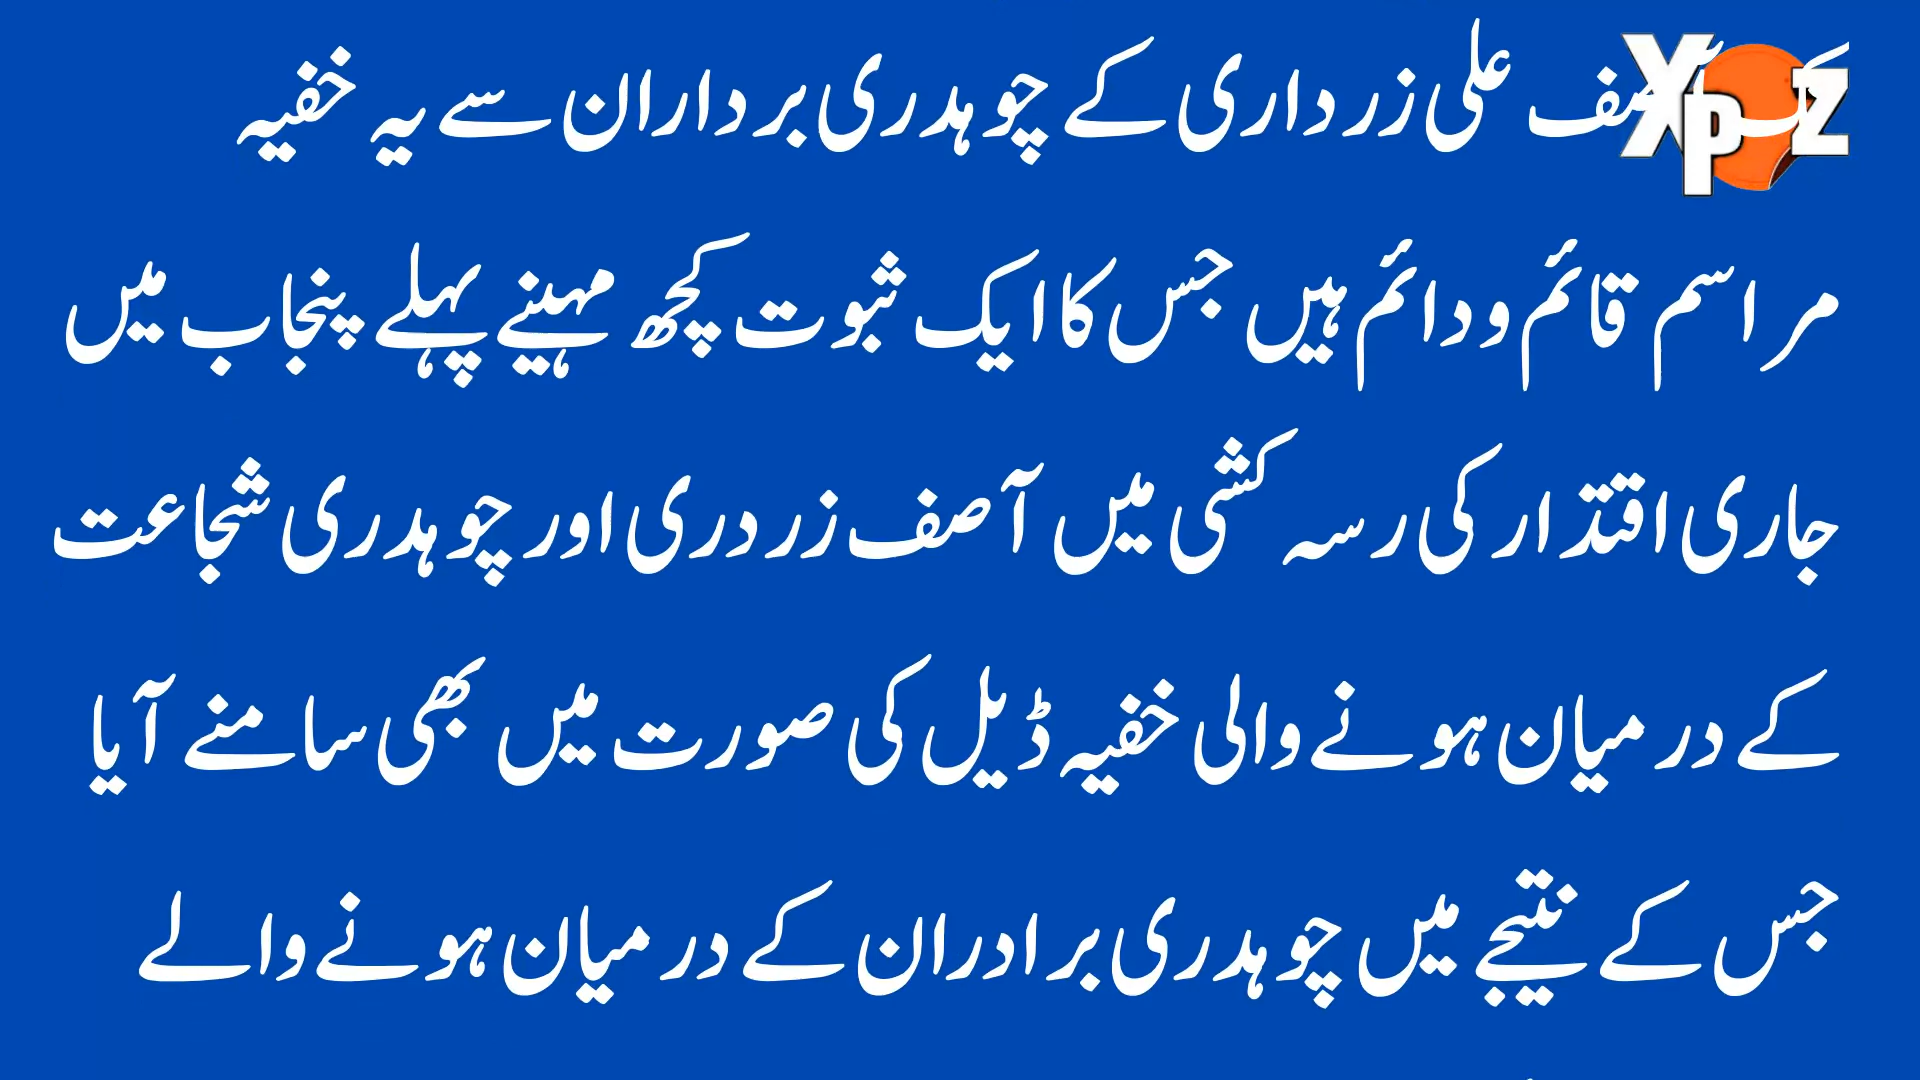 علی زرداری کے چوہدری برداران سے یہ خفیہ
XpOz
مراسم قائم و دائم ہیں جس کا ایک ثبوت کچھ مہینے پہلے پنجاب میں
جاری اقتدار کی رسہ کشی میں آصف زردری اور چوہدری شجاعت
کے درمیان ہونے والی خفیہ ڈیل کی صورت میں بھی سامنے آیا
جس کے نتیجے میں چوہدری برادران کے درمیان ہونے والے